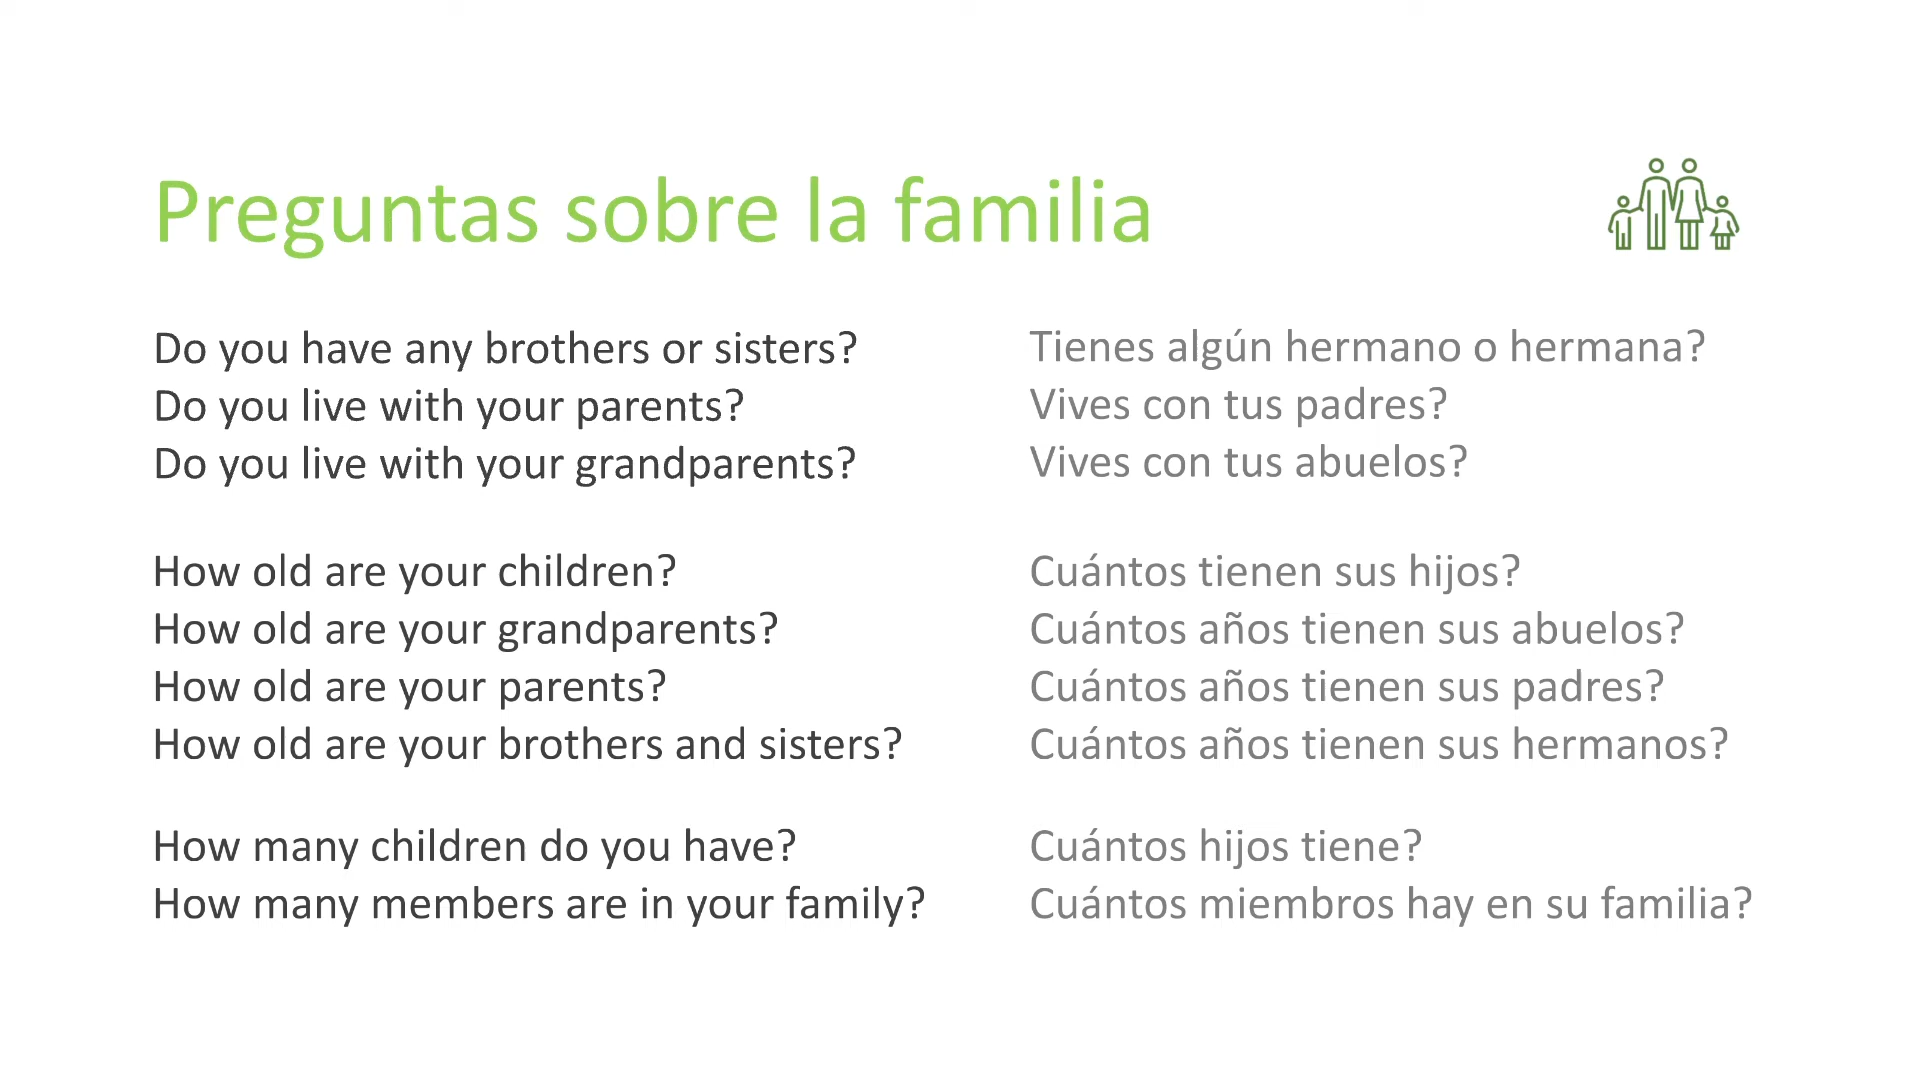 Preguntas sobre la familia
Do you have any brothers or sisters?
Do you live with your parents?
Do you live with your grandparents?
How old are your children?
How old are your grandparents?
How old are your parents?
How old are your brothers and sisters?
How many children do you have?
How many members are in your family?
Tienes algún hermano o hermana?
Vives con tus padres?
Vives con tus abuelos?
Cuántos tienen sus hijos?
Cuántos años tienen sus abuelos?
Cuántos años tienen sus padres?
Cuántos años tienen sus hermanos?
Cuántos hijos tiene?
Cuántos miembros hay en su familia?